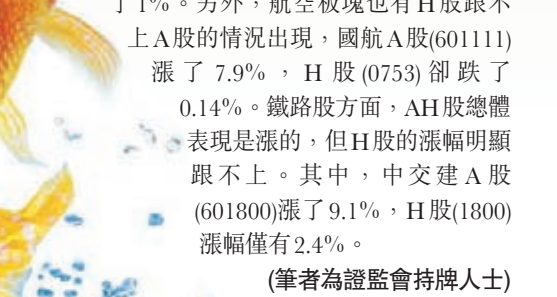 了1%。另外，航空板塊也有H股跟不
上A股的情況出現，國航A股(601111)
漲了7.9%，H股(0753)卻跌了
0.14%。鐵路股方面，AH股總體
表現是漲的，但H股的漲幅明顯
跟不上。其中，中交建A股
(601800)漲了9.1%，H股(1800)
漲幅僅有2.4%。
(筆者為證監會持牌人士)